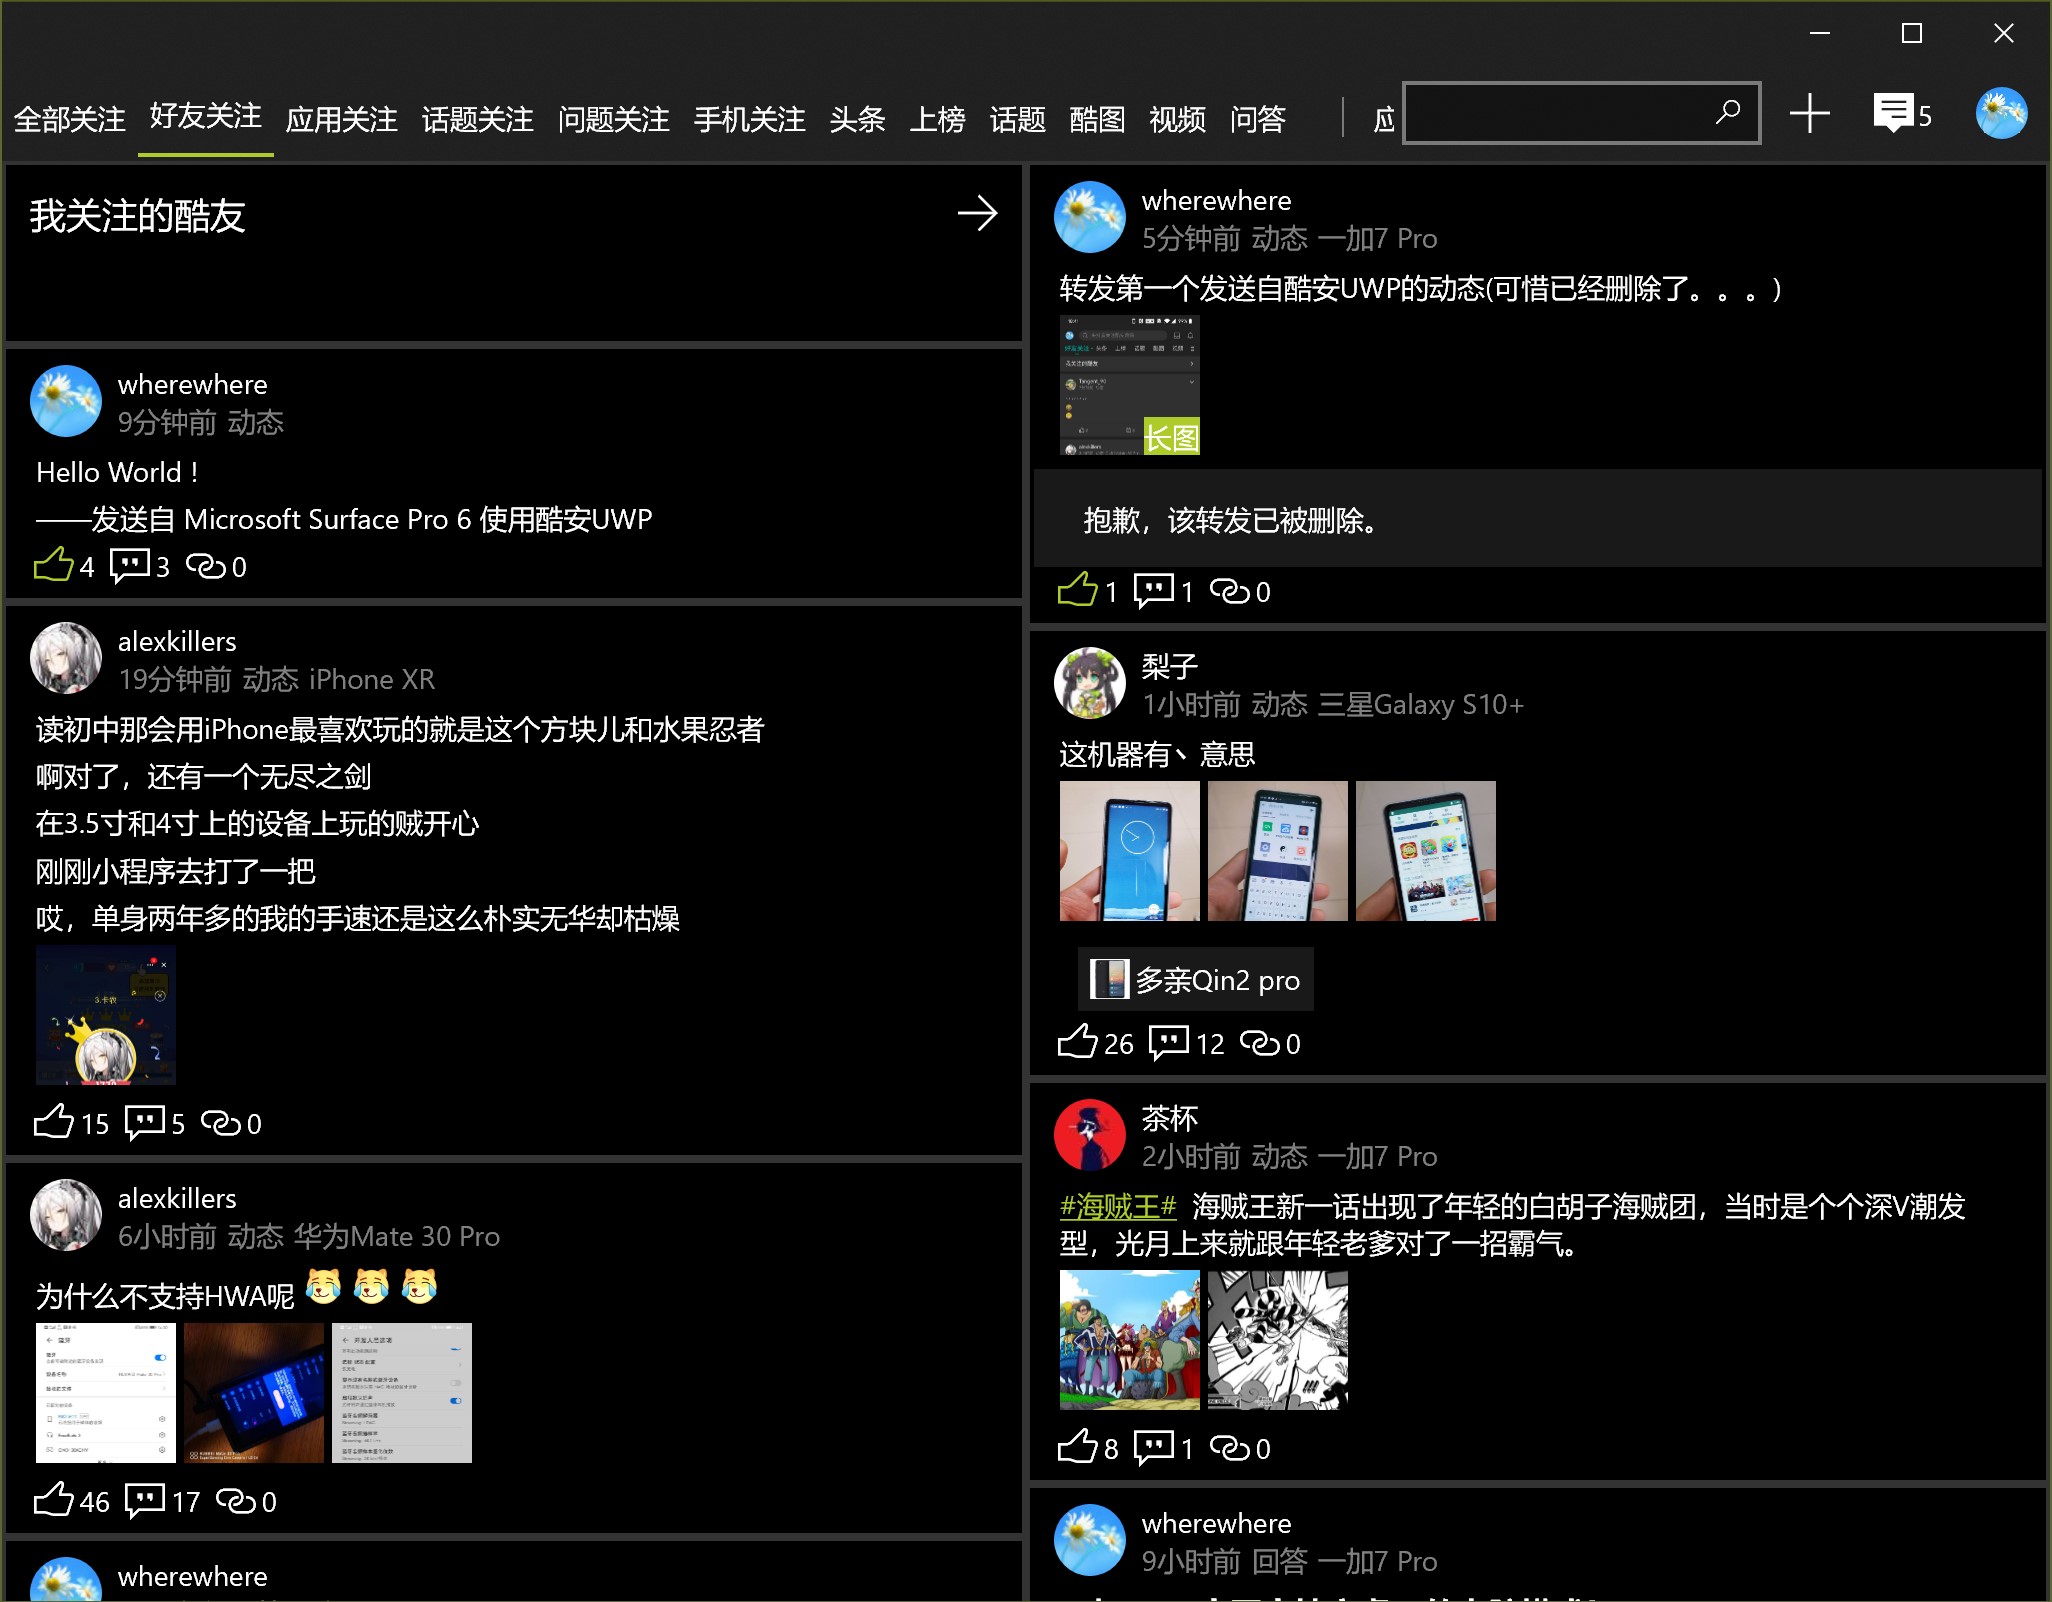 全部关注 好友关注 应用关注 话题关注 问题关注 手机关注 头条 上榜 话题 酷图 视频 问答 应
5
我关注的酷友
wherewhere
9分钟前 动态
Hello World !
——发送自 Microsoft Surface Pro 6 使用酷安UWP
4 3 0
alexkillers
19分钟前 动态 iPhone XR
读初中那会用iPhone最喜欢玩的就是这个方块儿和水果忍者
啊对了，还有一个无尽之剑
在3.5寸和4寸上的设备上玩的贼开心
刚刚小程序去打了一把
哎，单身两年多的我的手速还是这么朴实无华却枯燥
15 5 0
alexkillers
6小时前 动态 华为Mate 30 Pro
为什么不支持HWA呢
46 17 0
wherewhere
wherewhere
5分钟前 动态 一加7 Pro
转发第一个发送自酷安UWP的动态(可惜已经删除了。。。)
我关注的酷友
长图
抱歉，该转发已被删除。
1 1 0
梨子
1小时前 动态 三星Galaxy S10+
这机器有丶意思
多亲Qin2 pro
26 12 0
茶杯
2小时前 动态 一加7 Pro
#海贼王# 海贼王新一话出现了年轻的白胡子海贼团，当时是个个深V潮发
型，光月上来就跟年轻老爹对了一招霸气。
8 1 0
wherewhere
9小时前 回答 一加7 Pro